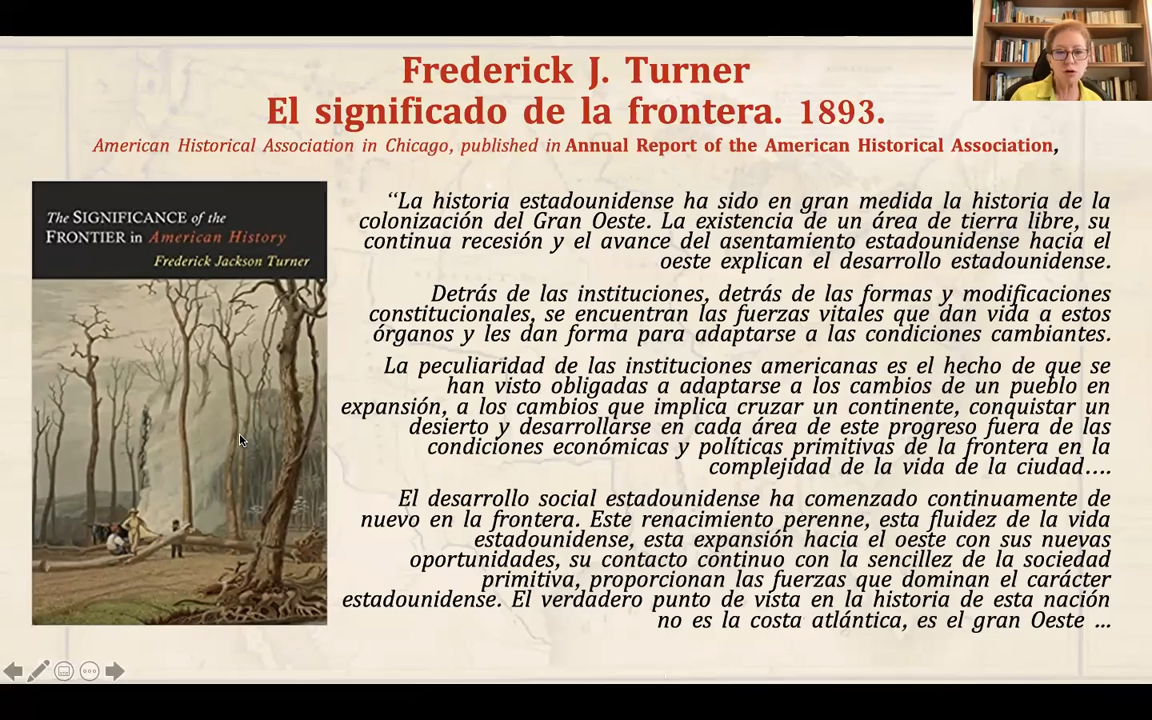 Frederick J. Turner
El significado de la frontera. 1893.
American Historical Association in Chicago, published in Annual Report of the American Historical Association,
The SIGNIFICANCE of the
FRONTIER in American History
Frederick Jackson Turner
“La historia estadounidense ha sido en gran medida la historia de la
colonización del Gran Oeste. La existencia de un área de tierra libre, su
continua recesión y el avance del asentamiento estadounidense hacia el
oeste explican el desarrollo estadounidense.
Detrás de las instituciones, detrás de las formas y modificaciones
constitucionales, se encuentran las fuerzas vitales que dan vida a estos
órganos y les dan forma para adaptarse a las condiciones cambiantes.
La peculiaridad de las instituciones americanas es el hecho de que se
han visto obligadas a adaptarse a los cambios de un pueblo en
expansión, a los cambios que implica cruzar un continente, conquistar un
desierto y desarrollarse en cada área de este progreso fuera de las
condiciones económicas y políticas primitivas de la frontera en la
complejidad de la vida de la ciudad....
El desarrollo social estadounidense ha comenzado continuamente de
nuevo en la frontera. Este renacimiento perenne, esta fluidez de la vida
estadounidense, esta expansión hacia el oeste con sus nuevas
oportunidades, su contacto continuo con la sencillez de la sociedad
primitiva, proporcionan las fuerzas que dominan el carácter
estadounidense. El verdadero punto de vista en la historia de esta nación
no es la costa atlántica, es el gran Oeste ...